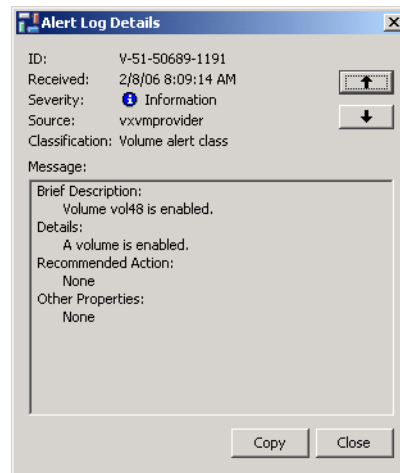 Alert Log Details
ID: V-51-50689-1191
Received: 2/8/06 8:09:14 AM
Severity: Information
Source: vxvmprovider
Classification: Volume alert class
Message:
Brief Description:
Volume vol48 is enabled.
Details:
A volume is enabled.
Recommended Action:
None
Other Properties:
None
Copy Close